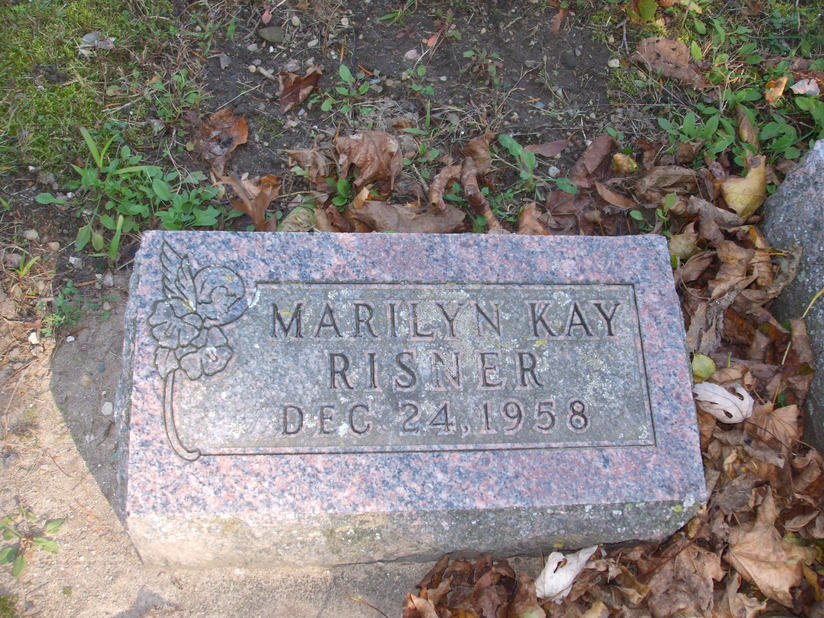 MARILYN KAY
RISNER
DEC 24, 1958